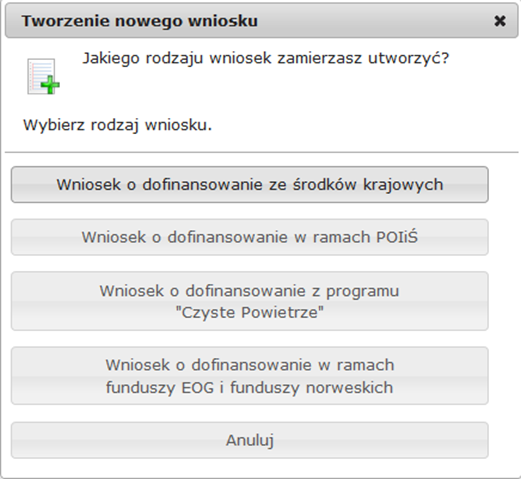 Tworzenie nowego wniosku
Jakiego rodzaju wniosek zamierzasz utworzyć?
Wybierz rodzaj wniosku.
Wniosek o dofinansowanie ze środków krajowych
Wniosek o dofinansowanie w ramach POIiŚ
Wniosek o dofinansowanie z programu
"Czyste Powietrze"
Wniosek o dofinansowanie w ramach
funduszy EOG i funduszy norweskich
Anuluj